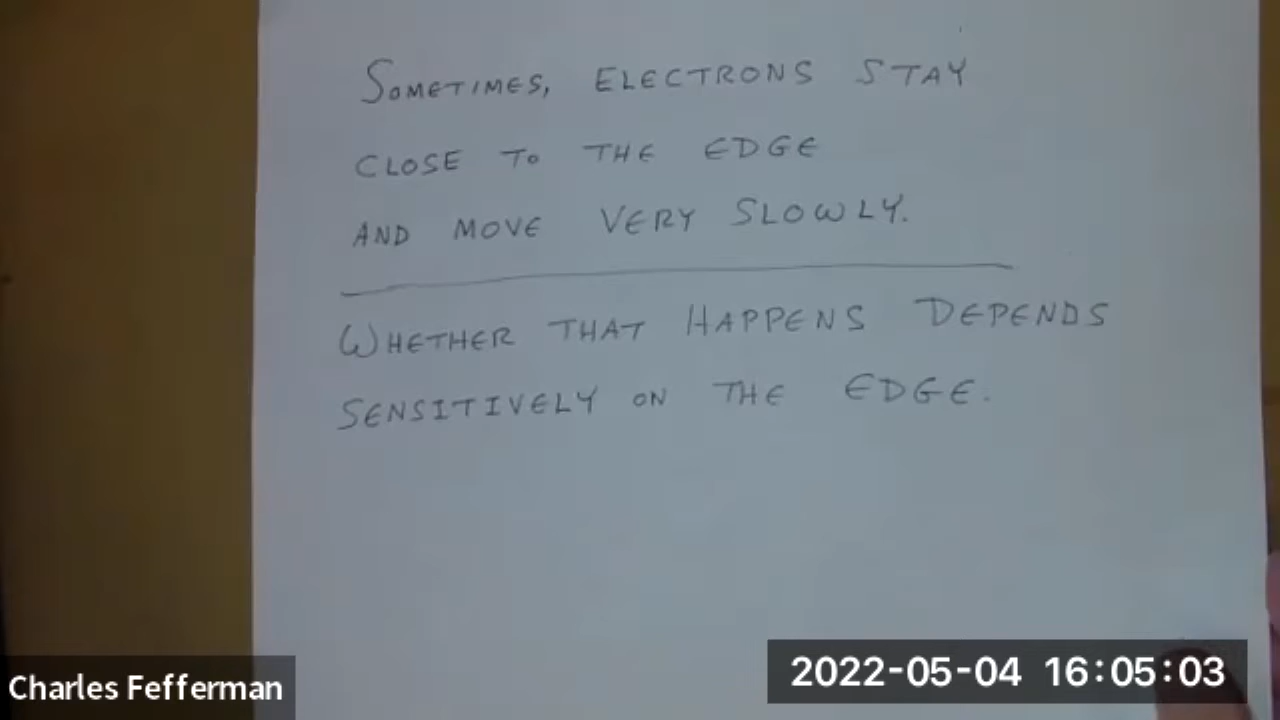 Sometimes, electrons stay
close to the edge
and move very slowly.
Whether that happens depends
sensitively on the edge.
Charles Fefferman
2022-05-04 16:05:03